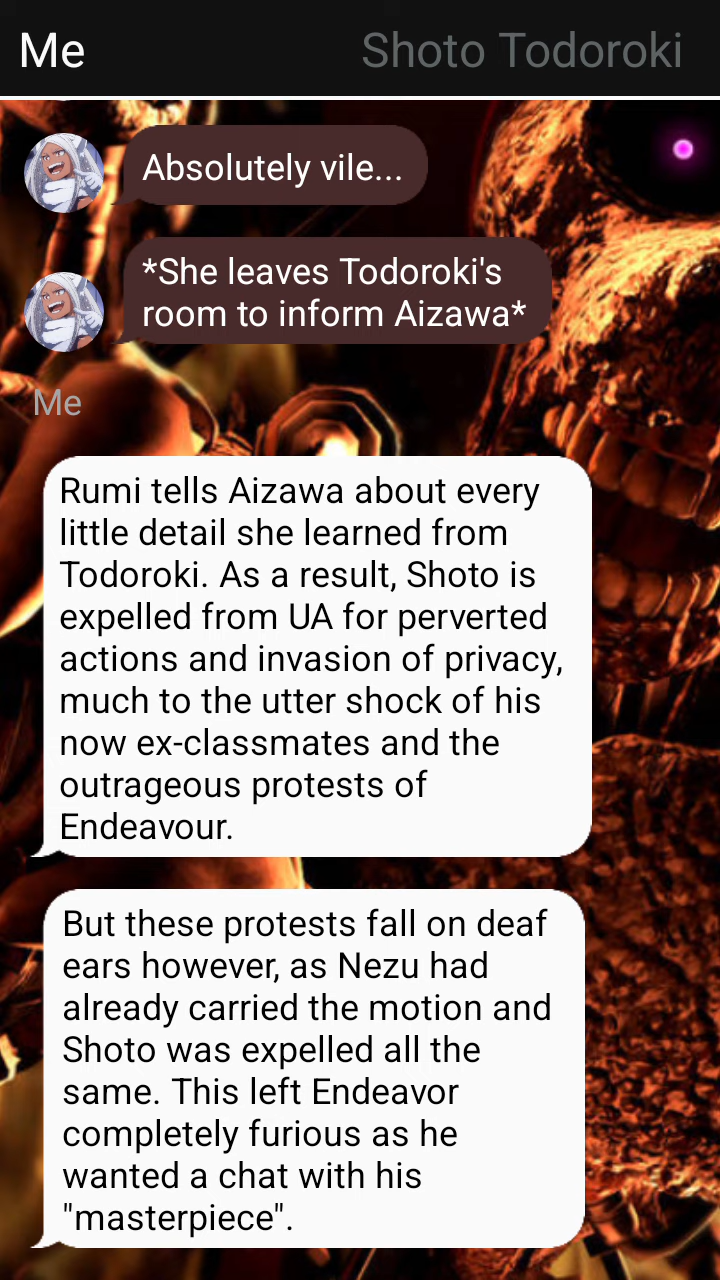 Me
Shoto Todoroki
Absolutely vile...
*She leaves Todoroki's
room to inform Aizawa*
Me
Rumi tells Aizawa about every
little detail she learned from
Todoroki. As a result, Shoto is
expelled from UA for perverted
actions and invasion of privacy,
much to the utter shock of his
now ex-classmates and the
outrageous protests of
Endeavour.
But these protests fall on deaf
ears however, as Nezu had
already carried the motion and
Shoto was expelled all the
same. This left Endeavor
completely furious as he
wanted a chat with his
"masterpiece".